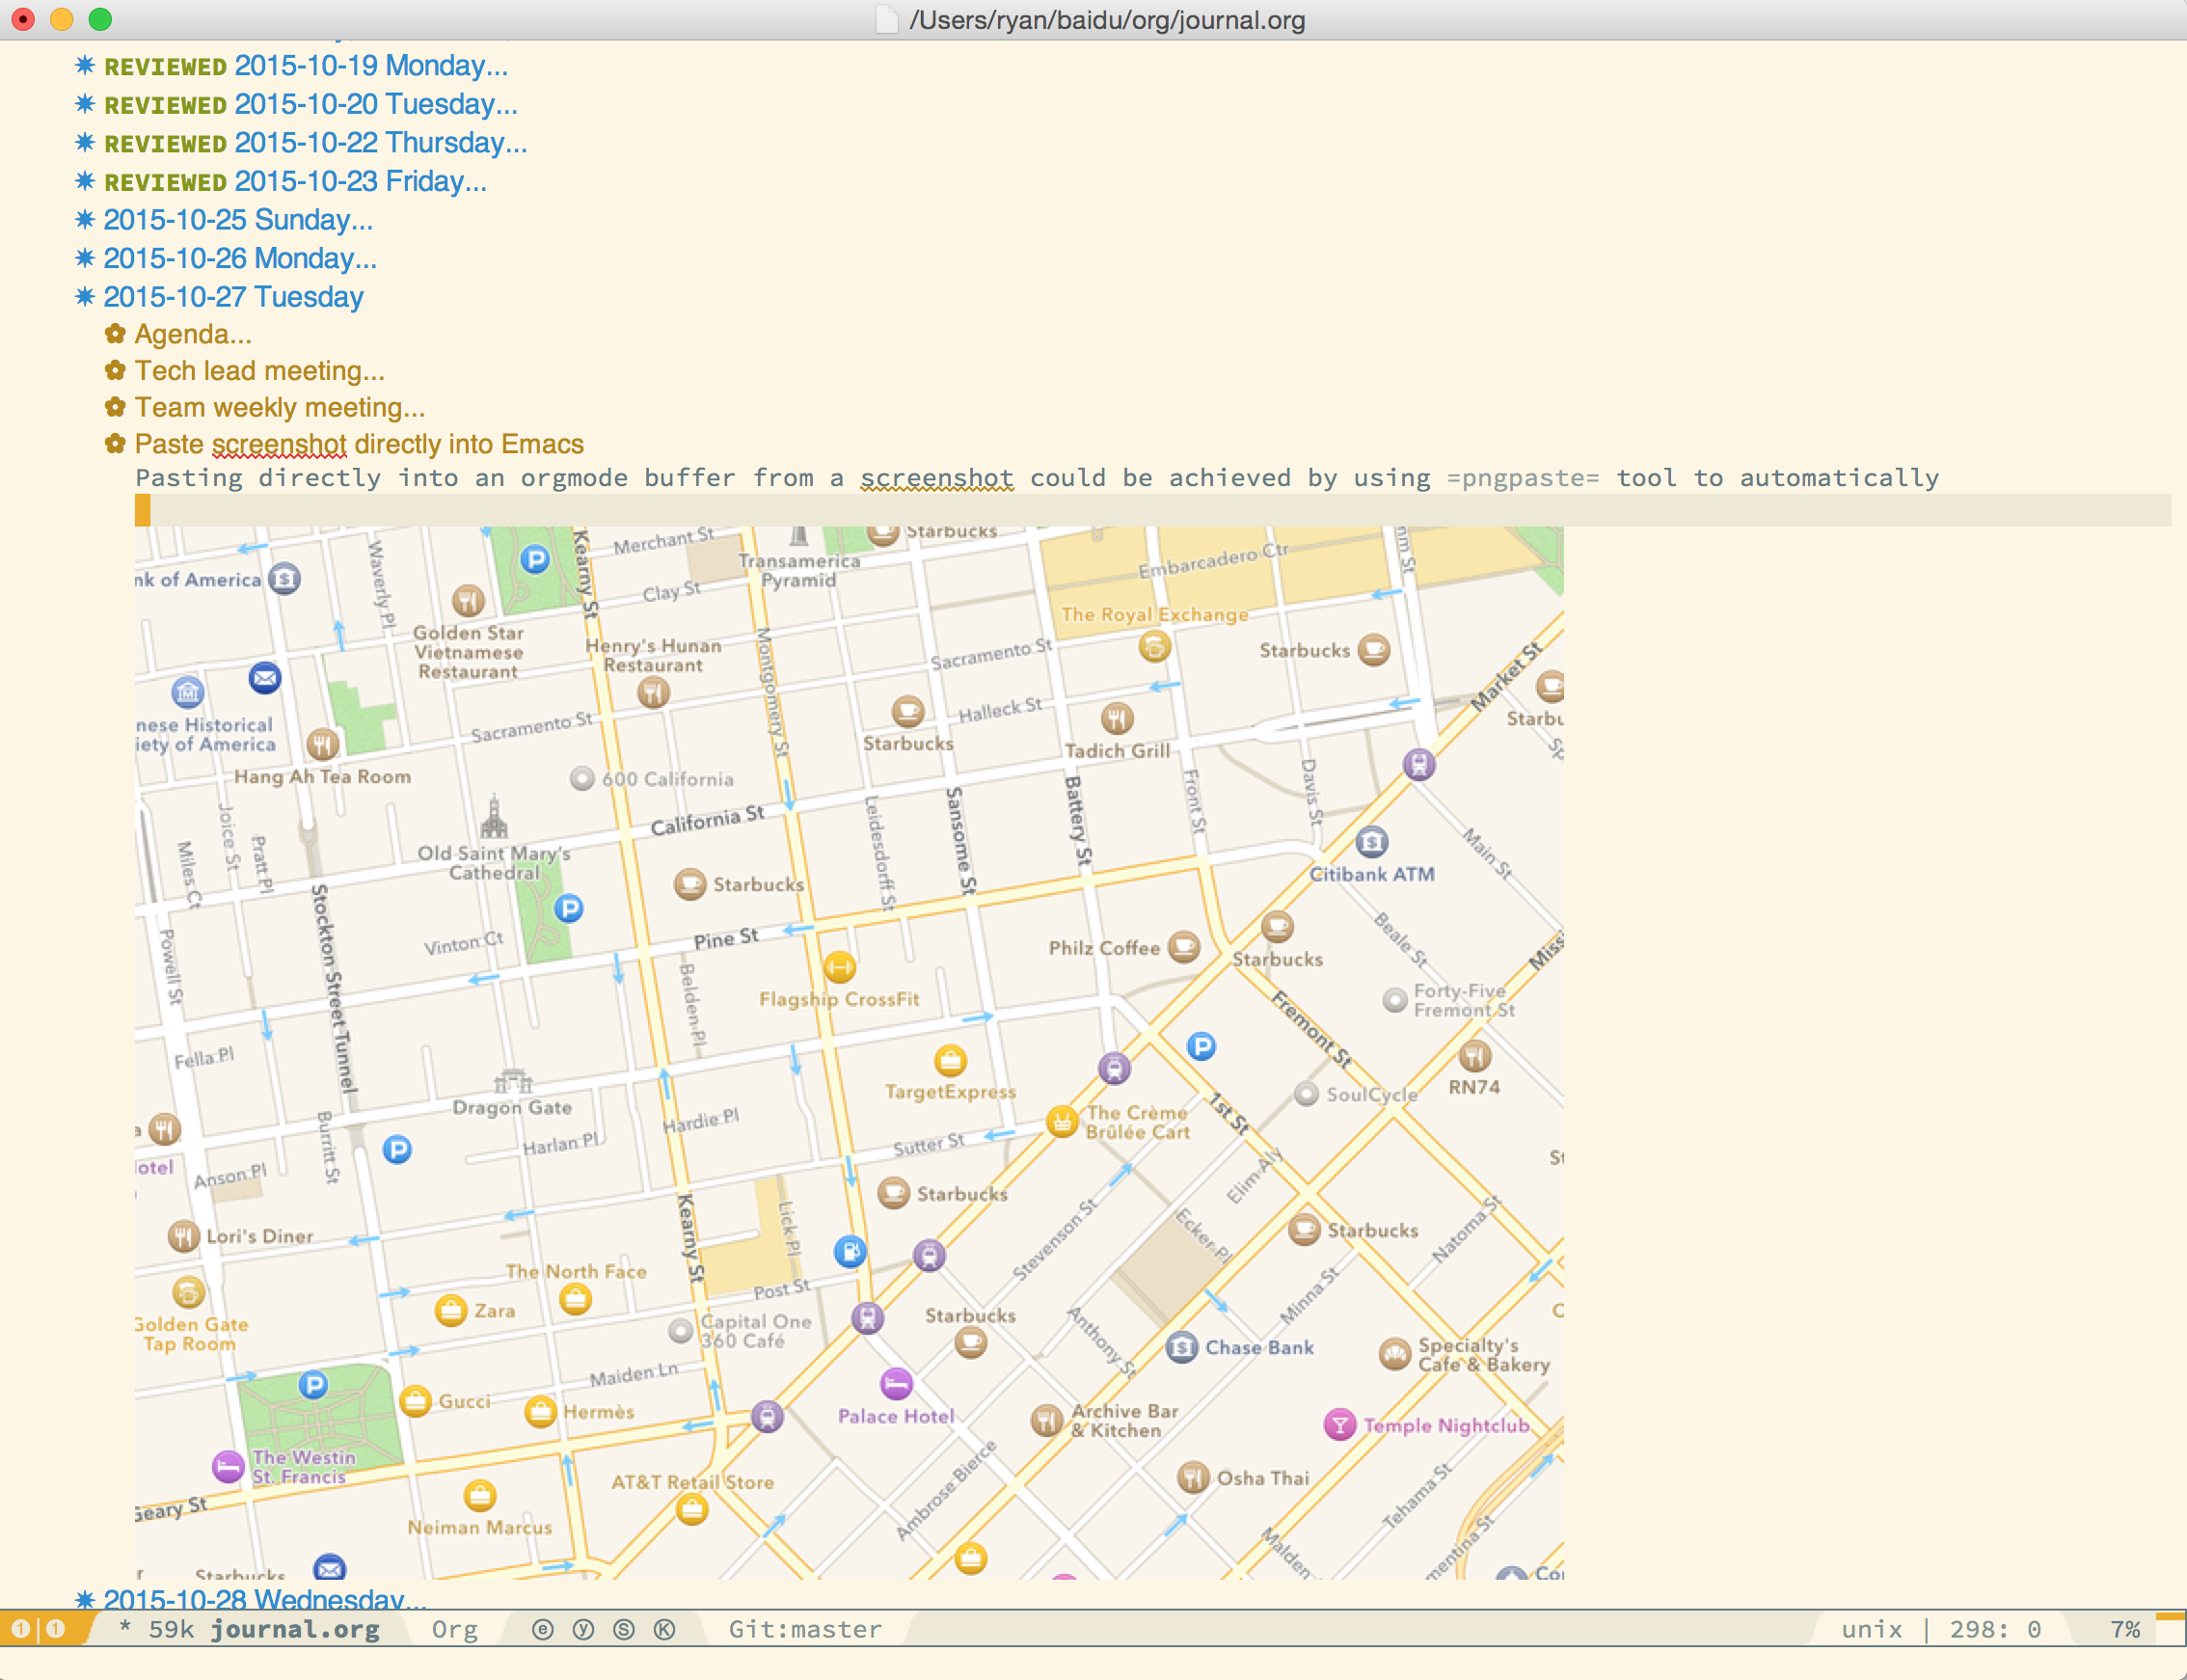 /Users/ryan/baidu/org/journal.org
REVIEWED 2015-10-19 Monday...
REVIEWED 2015-10-20 Tuesday...
REVIEWED 2015-10-22 Thursday...
REVIEWED 2015-10-23 Friday...
2015-10-25 Sunday...
2015-10-26 Monday...
2015-10-27 Tuesday
Agenda...
Tech lead meeting...
Team weekly meeting...
Paste screenshot directly into Emacs
Pasting directly into an orgmode buffer from a screenshot could be achieved by using =pngpaste= tool to automatically
Merchant St
Starbucks
Transamerica
Pyramid
Embarcadero Ctr
nk of America
Waverly Pl
Kearny St
Clay St
The Royal Exchange
Golden Star
Vietnamese
Restaurant
Henry's Hunan
Restaurant
Montgomery St
Sacramento St
Starbucks
Market St
nese Historical
iety of America
Sacramento St
Halleck St
Starbucks
Tadich Grill
Starbu
Hang Ah Tea Room
600 California
Joice St
Pratt Pl
Miles Ct
California St
Leidesdorff St
Sansome St
Battery St
Front St
Davis St
Main St
Old Saint Mary's
Cathedral
Starbucks
Citibank ATM
Powell St
Stockton Street Tunnel
Vinton Ct
Pine St
Belden Pl
Philz Coffee
Starbucks
Beale St
Miss
Flagship CrossFit
Fremont St
Forty-Five
Fremont St
Fella Pl
TargetExpress
RN74
Dragon Gate
Hardie Pl
The Crème
Brûlée Cart
1st St
SoulCycle
Burritt St
Harlan Pl
Sutter St
otel
Anson Pl
Elim Aly
St
Starbucks
Kearny St
Lick Pl
Stevenson St
Ecker Pl
Starbucks
Natoma St
Lori's Diner
The North Face
Zara
Post St
Minna St
Golden Gate
Tap Room
Capital One
360 Café
Starbucks
Anthony St
Chase Bank
Specialty's
Cafe & Bakery
Maiden Ln
Gucci
Hermès
Palace Hotel
Archive Bar
& Kitchen
Temple Nightclub
The Westin
St. Francis
AT&T Retail Store
Ambrose Bierce
Osha Thai
Geary St
Neiman Marcus
Tehama St
Malden
mentina St
Starbucks
2015-10-28 Wednesday...
1|1 * 59k journal.org Org e y S K Git:master unix | 298: 0 7%